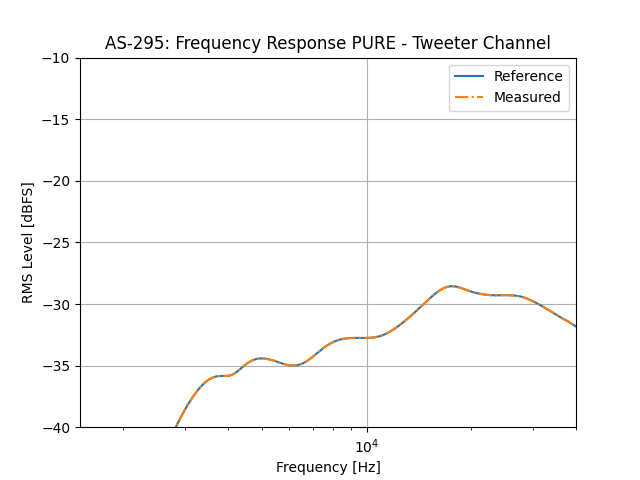 AS-295: Frequency Response PURE - Tweeter Channel
Reference
Measured
−10
−15
−20
−25
−30
−35
−40
RMS Level [dBFS]
10⁴
Frequency [Hz]